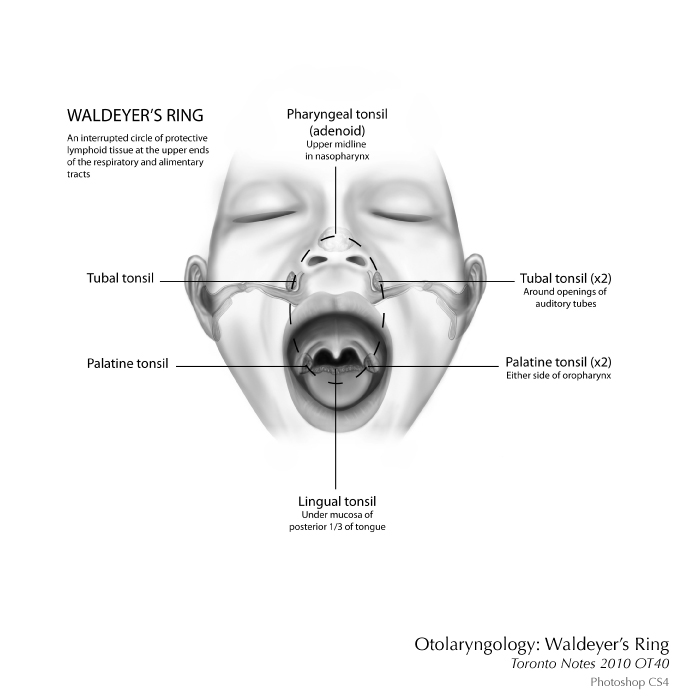 WALDEYER'S RING
An interrupted circle of protective
lymphoid tissue at the upper ends
of the respiratory and alimentary
tracts
Pharyngeal tonsil
(adenoid)
Upper midline
in nasopharynx
Tubal tonsil
Tubal tonsil (x2)
Around openings of
auditory tubes
Palatine tonsil
Palatine tonsil (x2)
Either side of oropharynx
Lingual tonsil
Under mucosa of
posterior 1/3 of tongue
Otolaryngology: Waldeyer's Ring
Toronto Notes 2010 OT40
Photoshop CS4